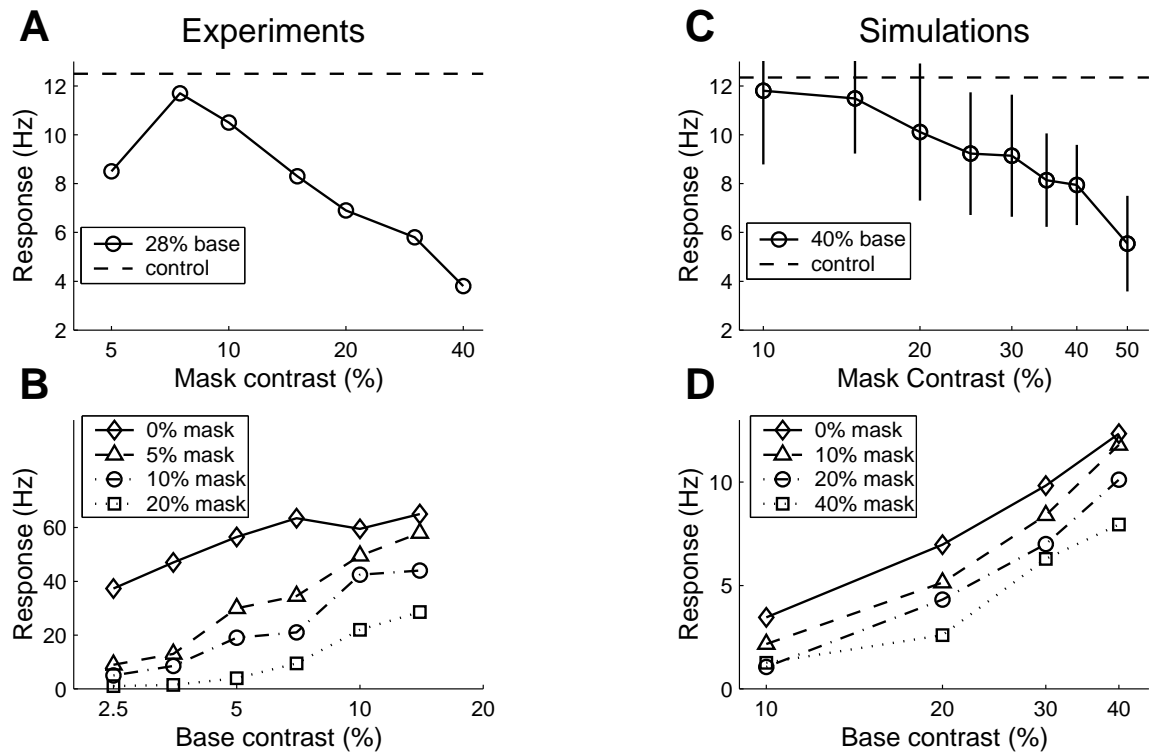 A
Experiments
12
10
8
6
4
2
Response (Hz)
28% base
control
5
10
20
40
Mask contrast (%)
C
Simulations
12
10
8
6
4
2
Response (Hz)
40% base
control
10
20
30
40
50
Mask Contrast (%)
B
0% mask
5% mask
10% mask
20% mask
60
40
20
0
Response (Hz)
2.5
5
10
20
Base contrast (%)
D
0% mask
10% mask
20% mask
40% mask
10
5
0
Response (Hz)
10
20
30
40
Base contrast (%)